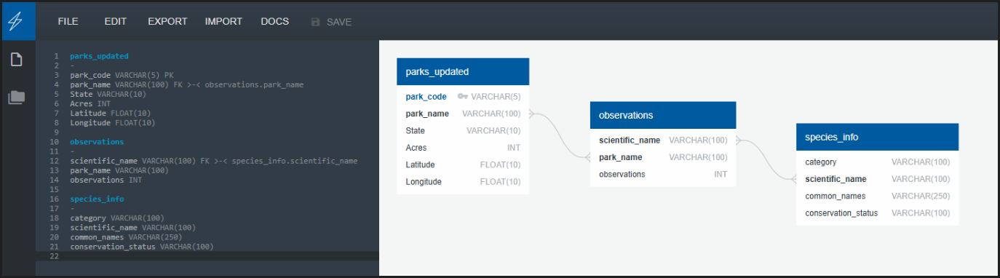 FILE EDIT EXPORT IMPORT DOCS SAVE
1 parks_updated
2 -
3 park_code VARCHAR(5) PK
4 park_name VARCHAR(100) FK >-< observations.park_name
5 State VARCHAR(10)
6 Acres INT
7 Latitude FLOAT(10)
8 Longitude FLOAT(10)
9
10 observations
11 -
12 scientific_name VARCHAR(100) FK >-< species_info.scientific_name
13 park_name VARCHAR(100)
14 observations INT
15
16 species_info
17 -
18 category VARCHAR(100)
19 scientific_name VARCHAR(100)
20 common_names VARCHAR(250)
21 conservation_status VARCHAR(100)
22
parks_updated
park_code VARCHAR(5)
park_name VARCHAR(100)
State VARCHAR(10)
Acres INT
Latitude FLOAT(10)
Longitude FLOAT(10)
observations
scientific_name VARCHAR(100)
park_name VARCHAR(100)
observations INT
species_info
category VARCHAR(100)
scientific_name VARCHAR(100)
common_names VARCHAR(250)
conservation_status VARCHAR(100)